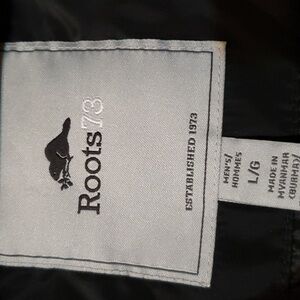 Roots73
ESTABLISHED 1973
MEN'S/
HOMMES
L/G
MADE IN
MYANMAR
(BURMA)/